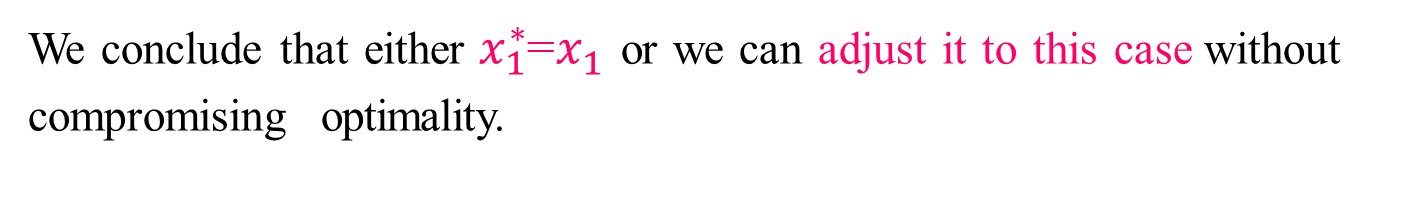 We conclude that either x₁*=x₁ or we can adjust it to this case without
compromising optimality.